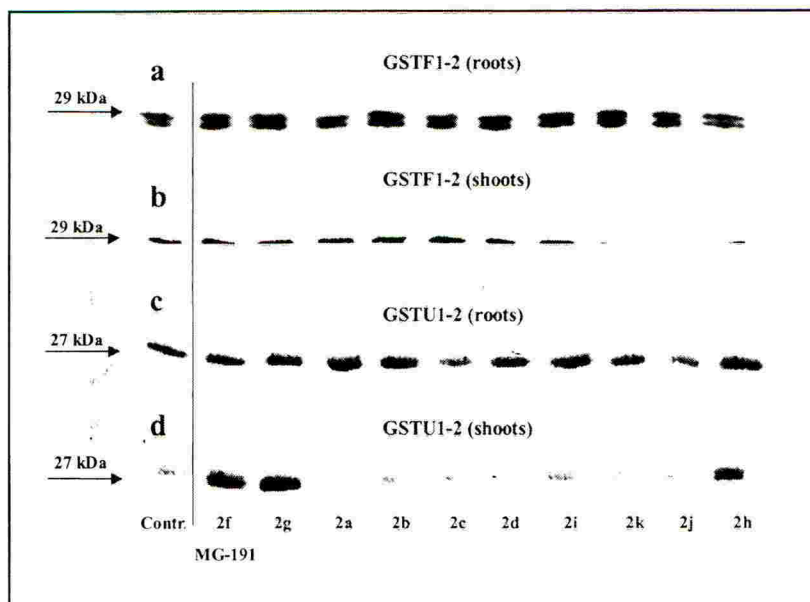 a
GSTF1-2 (roots)
29 kDa
GSTF1-2 (shoots)
b
29 kDa
c
GSTU1-2 (roots)
27 kDa
d
GSTU1-2 (shoots)
27 kDa
Contr. 2f 2g 2a 2b 2c 2d 2i 2k 2j 2h
MG-191